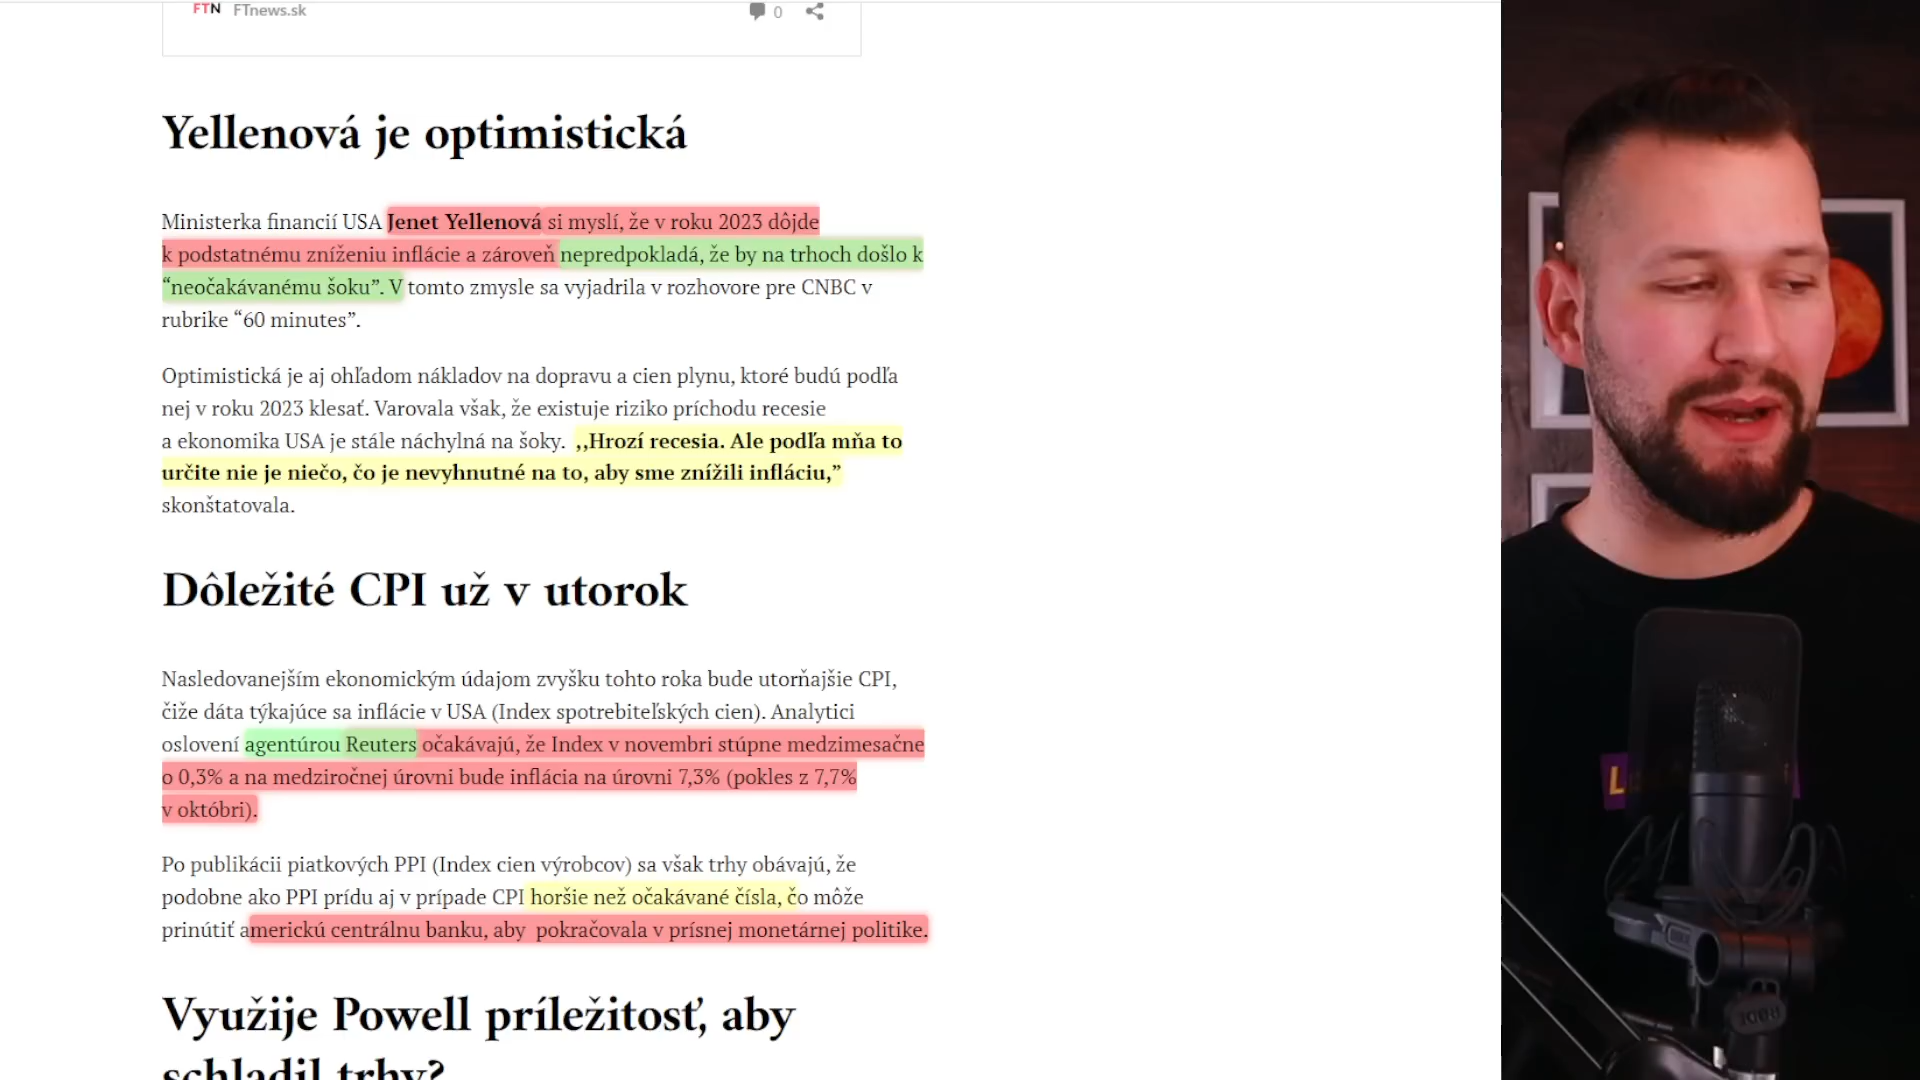 FTN FTnews.sk 0
Yellenová je optimistická
Ministerka financií USA Jenet Yellenová si myslí, že v roku 2023 dôjde
k podstatnému zníženiu inflácie a zároveň nepredpokladá, že by na trhoch došlo k
“neočakávanému šoku”. V tomto zmysle sa vyjadrila v rozhovore pre CNBC v
rubrike “60 minutes”.
Optimistická je aj ohľadom nákladov na dopravu a cien plynu, ktoré budú podľa
nej v roku 2023 klesať. Varovala však, že existuje riziko príchodu recesie
a ekonomika USA je stále náchylná na šoky. ,,Hrozí recesia. Ale podľa mňa to
určite nie je niečo, čo je nevyhnutné na to, aby sme znížili infláciu,”
skonštatovala.
Dôležité CPI už v utorok
Nasledovanejším ekonomickým údajom zvyšku tohto roka bude utorňajšie CPI,
čiže dáta týkajúce sa inflácie v USA (Index spotrebiteľských cien). Analytici
oslovení agentúrou Reuters očakávajú, že Index v novembri stúpne medzimesačne
o 0,3% a na medziročnej úrovni bude inflácia na úrovni 7,3% (pokles z 7,7%
v októbri).
Po publikácii piatkových PPI (Index cien výrobcov) sa však trhy obávajú, že
podobne ako PPI prídu aj v prípade CPI horšie než očakávané čísla, čo môže
prinútiť americkú centrálnu banku, aby pokračovala v prísnej monetárnej politike.
Využije Powell príležitosť, aby
schladil trhy?
RODE